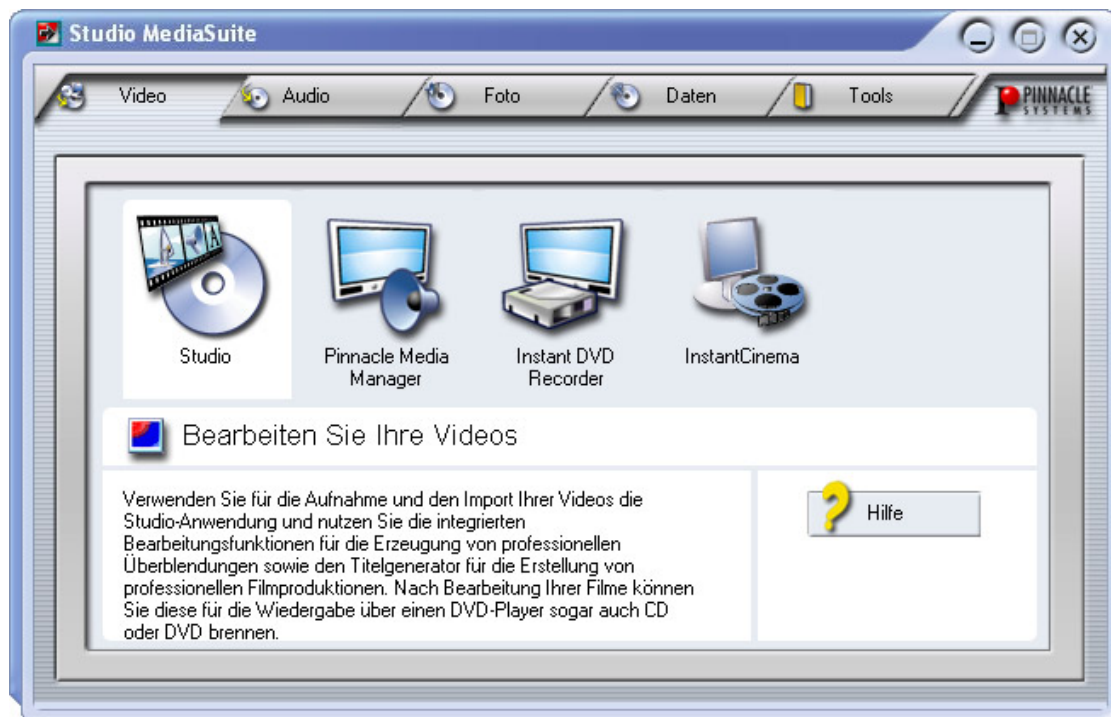 Studio MediaSuite
Video
Audio
Foto
Daten
Tools
PINNACLE
SYSTEMS
Studio
Pinnacle Media
Manager
Instant DVD
Recorder
InstantCinema
Bearbeiten Sie Ihre Videos
Verwenden Sie für die Aufnahme und den Import Ihrer Videos die
Studio-Anwendung und nutzen Sie die integrierten
Bearbeitungsfunktionen für die Erzeugung von professionellen
Überblendungen sowie den Titelgenerator für die Erstellung von
professionellen Filmproduktionen. Nach Bearbeitung Ihrer Filme können
Sie diese für die Wiedergabe über einen DVD-Player sogar auch CD
oder DVD brennen.
Hilfe